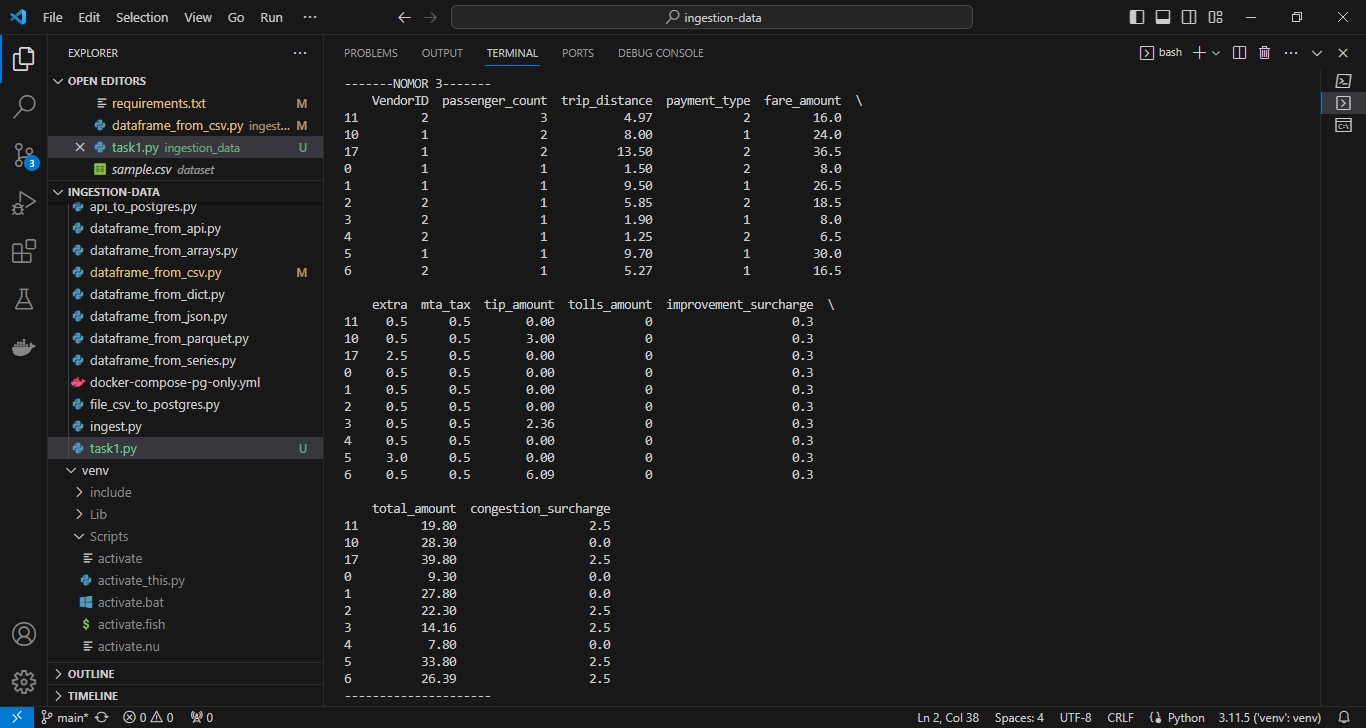 File Edit Selection View Go Run ··· ingestion-data
EXPLORER ···
OPEN EDITORS
requirements.txt M
dataframe_from_csv.py ingest... M
task1.py ingestion_data U
sample.csv dataset
3
INGESTION-DATA
api_to_postgres.py
dataframe_from_api.py
dataframe_from_arrays.py
dataframe_from_csv.py M
dataframe_from_dict.py
dataframe_from_json.py
dataframe_from_parquet.py
dataframe_from_series.py
docker-compose-pg-only.yml
file_csv_to_postgres.py
ingest.py
task1.py U
venv
include
Lib
Scripts
activate
activate_this.py
activate.bat
activate.fish
activate.nu
OUTLINE
TIMELINE
PROBLEMS OUTPUT TERMINAL PORTS DEBUG CONSOLE bash ···
-------NOMOR 3-------
VendorID passenger_count trip_distance payment_type fare_amount \
11 2 3 4.97 2 16.0
10 1 2 8.00 1 24.0
17 1 2 13.50 2 36.5
0 1 1 1.50 2 8.0
1 1 1 9.50 1 26.5
2 2 1 5.85 2 18.5
3 2 1 1.90 1 8.0
4 2 1 1.25 2 6.5
5 1 1 9.70 1 30.0
6 2 1 5.27 1 16.5
extra mta_tax tip_amount tolls_amount improvement_surcharge \
11 0.5 0.5 0.00 0 0.3
10 0.5 0.5 3.00 0 0.3
17 2.5 0.5 0.00 0 0.3
0 0.5 0.5 0.00 0 0.3
1 0.5 0.5 0.00 0 0.3
2 0.5 0.5 0.00 0 0.3
3 0.5 0.5 2.36 0 0.3
4 0.5 0.5 0.00 0 0.3
5 3.0 0.5 0.00 0 0.3
6 0.5 0.5 6.09 0 0.3
total_amount congestion_surcharge
11 19.80 2.5
10 28.30 0.0
17 39.80 2.5
0 9.30 0.0
1 27.80 0.0
2 22.30 2.5
3 14.16 2.5
4 7.80 0.0
5 33.80 2.5
6 26.39 2.5
---------------------
main* 0 0 0 Ln 2, Col 38 Spaces: 4 UTF-8 CRLF Python 3.11.5 ('venv': venv)